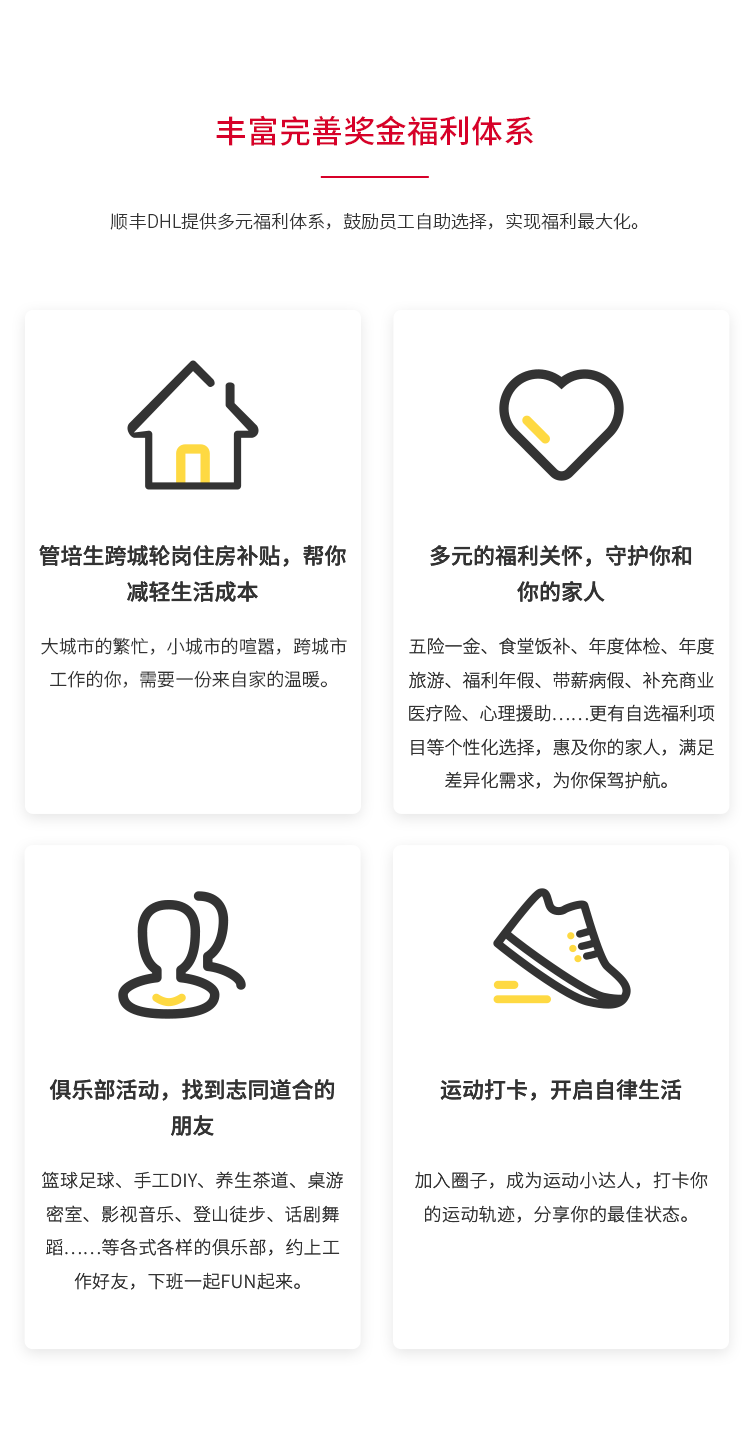 丰富完善奖金福利体系
顺丰DHL提供多元福利体系，鼓励员工自助选择，实现福利最大化。
管培生跨城轮岗住房补贴，帮你
减轻生活成本
大城市的繁忙，小城市的喧嚣，跨城市
工作的你，需要一份来自家的温暖。
多元的福利关怀，守护你和
你的家人
五险一金、食堂饭补、年度体检、年度
旅游、福利年假、带薪病假、补充商业
医疗险、心理援助……更有自选福利项
目等个性化选择，惠及你的家人，满足
差异化需求，为你保驾护航。
俱乐部活动，找到志同道合的
朋友
篮球足球、手工DIY、养生茶道、桌游
密室、影视音乐、登山徒步、话剧舞
蹈……等各式各样的俱乐部，约上工
作好友，下班一起FUN起来。
运动打卡，开启自律生活
加入圈子，成为运动小达人，打卡你
的运动轨迹，分享你的最佳状态。